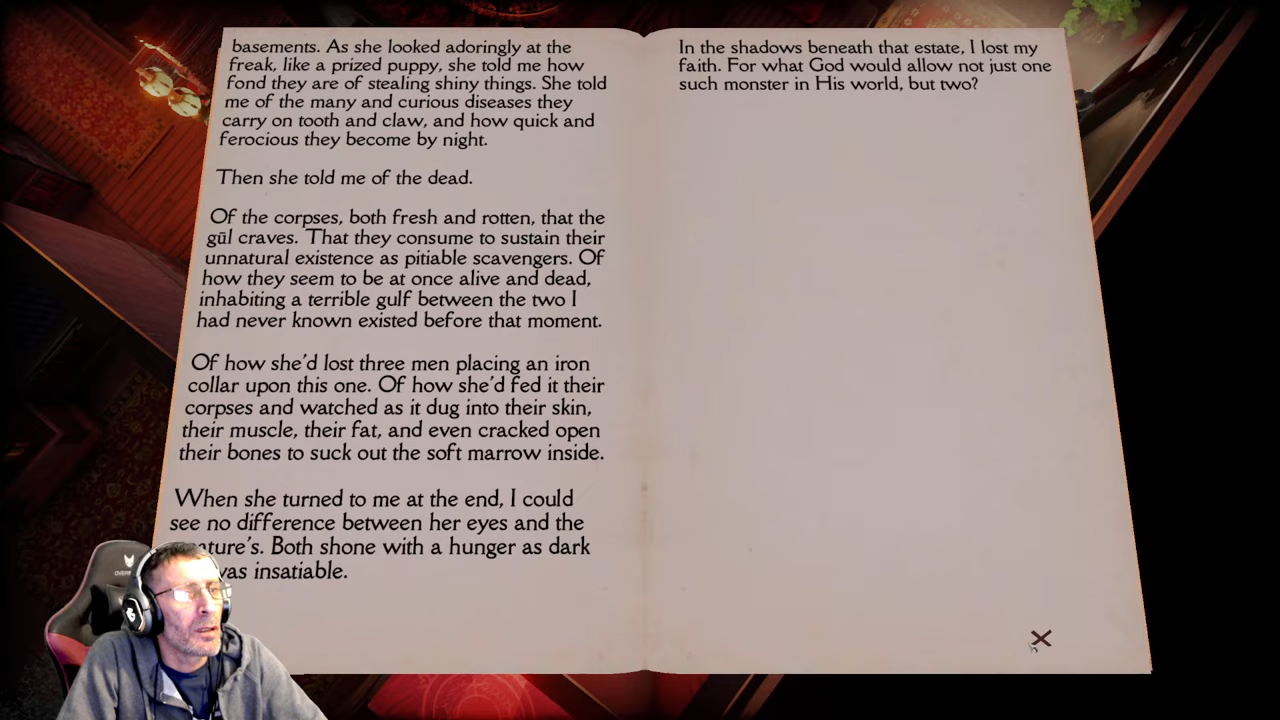 basements. As she looked adoringly at the
freak, like a prized puppy, she told me how
fond they are of stealing shiny things. She told
me of the many and curious diseases they
carry on tooth and claw, and how quick and
ferocious they become by night.
Then she told me of the dead.
Of the corpses, both fresh and rotten, that the
gūl craves. That they consume to sustain their
unnatural existence as pitiable scavengers. Of
how they seem to be at once alive and dead,
inhabiting a terrible gulf between the two I
had never known existed before that moment.
Of how she'd lost three men placing an iron
collar upon this one. Of how she'd fed it their
corpses and watched as it dug into their skin,
their muscle, their fat, and even cracked open
their bones to suck out the soft marrow inside.
When she turned to me at the end, I could
see no difference between her eyes and the
ature's. Both shone with a hunger as dark
was insatiable.
In the shadows beneath that estate, I lost my
faith. For what God would allow not just one
such monster in His world, but two?